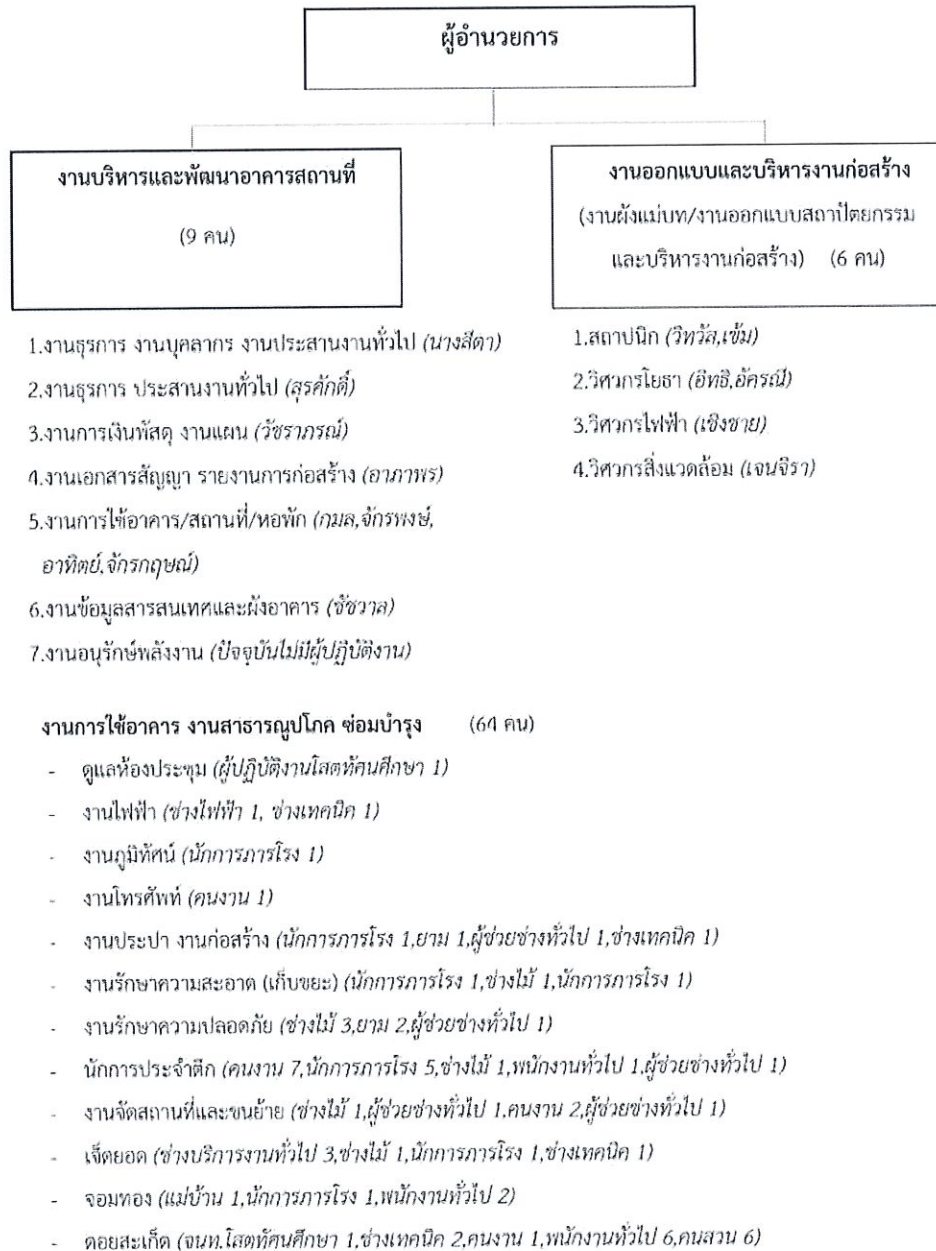 ผู้อำนวยการ
งานบริหารและพัฒนาอาคารสถานที่
(9 คน)
งานออกแบบและบริหารงานก่อสร้าง
(งานผังแม่บท/งานออกแบบสถาปัตยกรรม
และบริหารงานก่อสร้าง) (6 คน)
1.งานธุรการ งานบุคลากร งานประสานงานทั่วไป (นางสีดา)
2.งานธุรการ ประสานงานทั่วไป (สุรศักดิ์)
3.งานการเงินพัสดุ งานแผน (วัชราภรณ์)
4.งานเอกสารสัญญา รายงานการก่อสร้าง (อาภาพร)
5.งานการใช้อาคาร/สถานที่/หอพัก (กมล,จักรพงษ์,
อาทิตย์,จักรกฤษณ์)
6.งานข้อมูลสารสนเทศและผังอาคาร (ชัชวาล)
7.งานอนุรักษ์พลังงาน (ปัจจุบันไม่มีผู้ปฏิบัติงาน)
1.สถาปนิก (วิทวัส,เข้ม)
2.วิศวกรโยธา (อิทธิ,อัครณี)
3.วิศวกรไฟฟ้า (เชิงชาย)
4.วิศวกรสิ่งแวดล้อม (เจนจิรา)
งานการใช้อาคาร งานสาธารณูปโภค ซ่อมบำรุง (64 คน)
- ดูแลห้องประชุม (ผู้ปฏิบัติงานโสตทัศนศึกษา 1)
- งานไฟฟ้า (ช่างไฟฟ้า 1, ช่างเทคนิค 1)
- งานภูมิทัศน์ (นักการภารโรง 1)
- งานโทรศัพท์ (คนงาน 1)
- งานประปา งานก่อสร้าง (นักการภารโรง 1,ยาม 1,ผู้ช่วยช่างทั่วไป 1,ช่างเทคนิค 1)
- งานรักษาความสะอาด (เก็บขยะ) (นักการภารโรง 1,ช่างไม้ 1,นักการภารโรง 1)
- งานรักษาความปลอดภัย (ช่างไม้ 3,ยาม 2,ผู้ช่วยช่างทั่วไป 1)
- นักการประจำตึก (คนงาน 7,นักการภารโรง 5,ช่างไม้ 1,พนักงานทั่วไป 1,ผู้ช่วยช่างทั่วไป 1)
- งานจัดสถานที่และขนย้าย (ช่างไม้ 1,ผู้ช่วยช่างทั่วไป 1,คนงาน 2,ผู้ช่วยช่างทั่วไป 1)
- เจ็ดยอด (ช่างบริการงานทั่วไป 3,ช่างไม้ 1,นักการภารโรง 1,ช่างเทคนิค 1)
- จอมทอง (แม่บ้าน 1,นักการภารโรง 1,พนักงานทั่วไป 2)
- ดอยสะเก็ด (จนท.โสตทัศนศึกษา 1,ช่างเทคนิค 2,คนงาน 1,พนักงานทั่วไป 6,คนสวน 6)